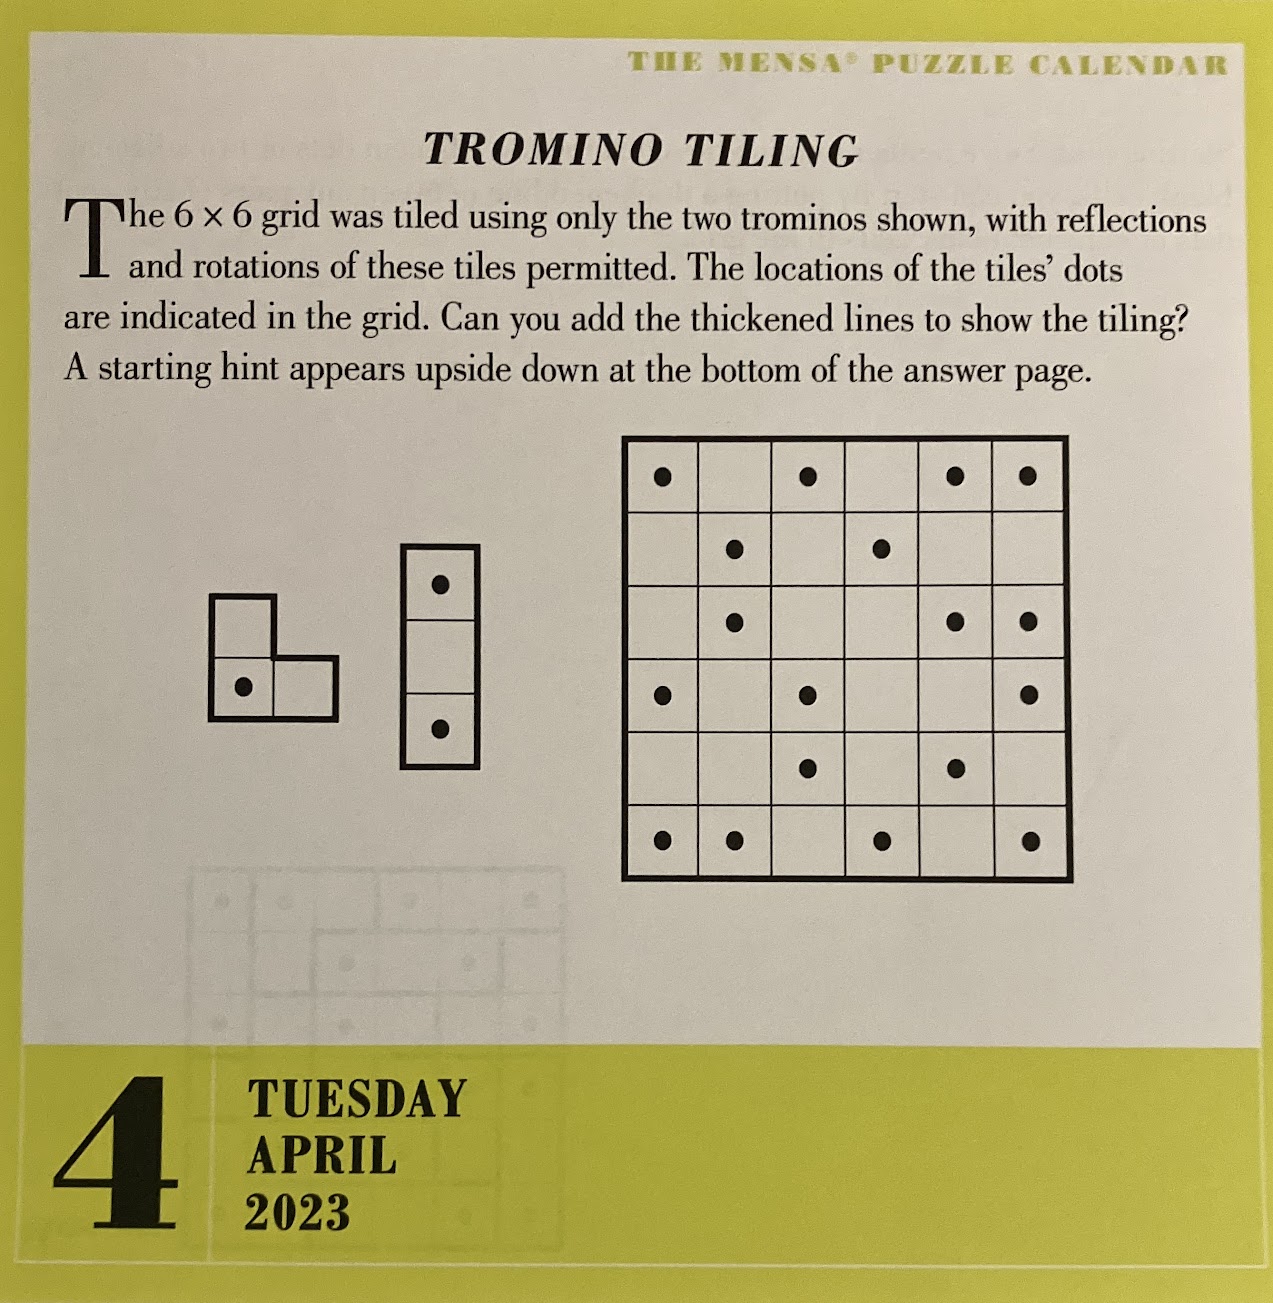 THE MENSA® PUZZLE CALENDAR
TROMINO TILING
The 6 × 6 grid was tiled using only the two trominos shown, with reflections
and rotations of these tiles permitted. The locations of the tiles’ dots
are indicated in the grid. Can you add the thickened lines to show the tiling?
A starting hint appears upside down at the bottom of the answer page.
4
TUESDAY
APRIL
2023